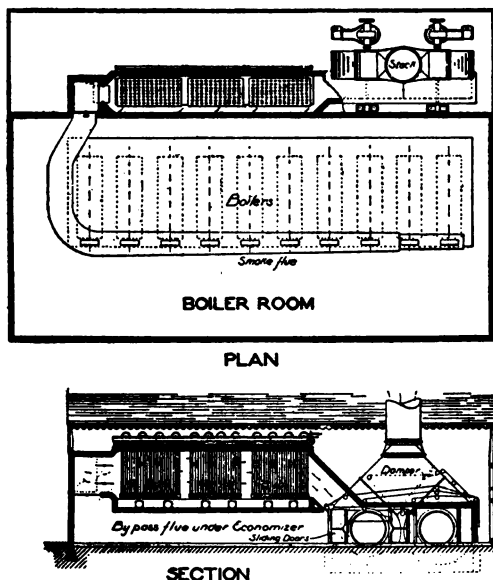 Stack
Boilers
Smoke flue
BOILER ROOM
PLAN
Damper
By pass flue under Economizer
Sliding Doors
SECTION